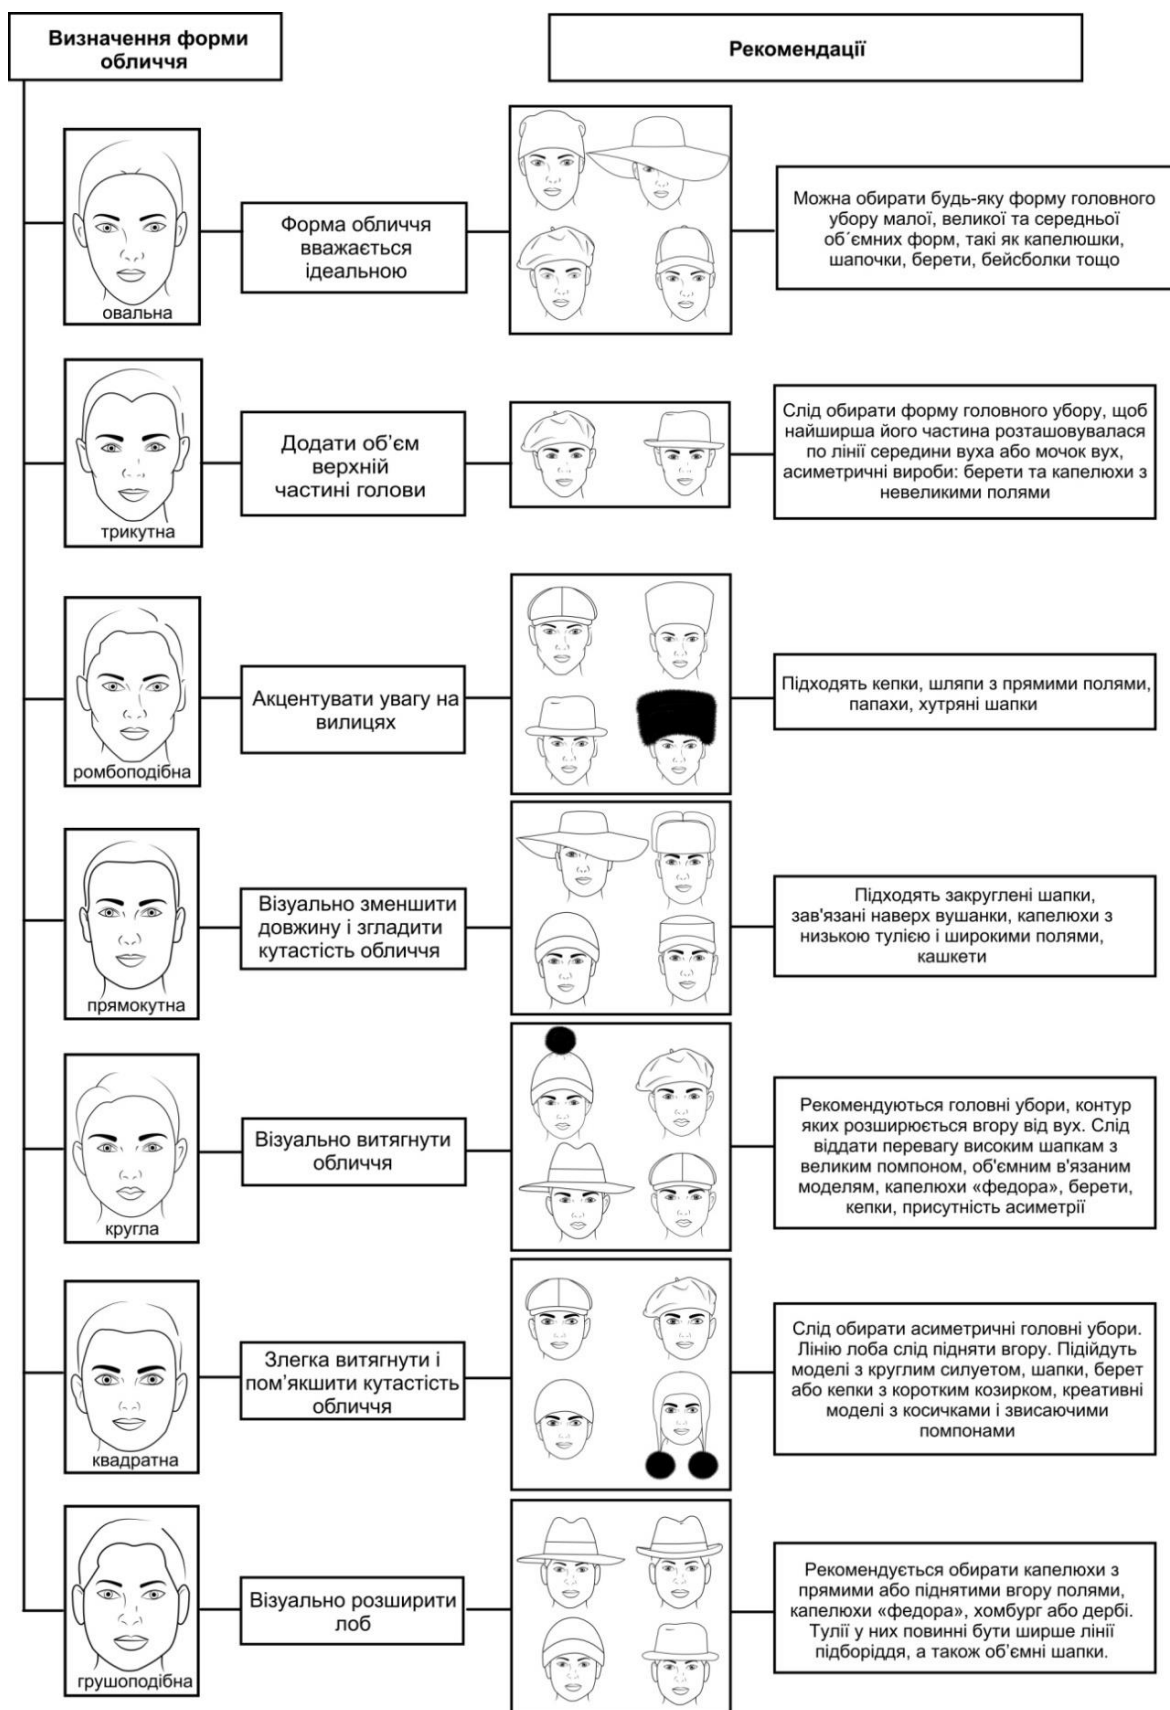 Визначення форми
обличчя
Рекомендації
овальна
Форма обличчя
вважається
ідеальною
Можна обирати будь-яку форму головного
убору малої, великої та середньої
об´ємних форм, такі як капелюшки,
шапочки, берети, бейсболки тощо
трикутна
Додати об’єм
верхній
частині голови
Слід обирати форму головного убору, щоб
найширша його частина розташовувалася
по лінії середини вуха або мочок вух,
асиметричні вироби: берети та капелюхи з
невеликими полями
ромбоподібна
Акцентувати увагу на
вилицях
Підходять кепки, шляпи з прямими полями,
папахи, хутряні шапки
прямокутна
Візуально зменшити
довжину і згладити
кутастість обличчя
Підходять закруглені шапки,
зав'язані наверх вушанки, капелюхи з
низькою тулією і широкими полями,
кашкети
кругла
Візуально витягнути
обличчя
Рекомендуються головні убори, контур
яких розширюється вгору від вух. Слід
віддати перевагу високим шапкам з
великим помпоном, об'ємним в'язаним
моделям, капелюхи «федора», берети,
кепки, присутність асиметрії
квадратна
Злегка витягнути і
пом’якшити кутастість
обличчя
Слід обирати асиметричні головні убори.
Лінію лоба слід підняти вгору. Підійдуть
моделі з круглим силуетом, шапки, берет
або кепки з коротким козирком, креативні
моделі з косичками і звисаючими
помпонами
грушоподібна
Візуально розширити
лоб
Рекомендується обирати капелюхи з
прямими або піднятими вгору полями,
капелюхи «федора», хомбург або дербі.
Тулії у них повинні бути ширше лінії
підборіддя, а також об’ємні шапки.